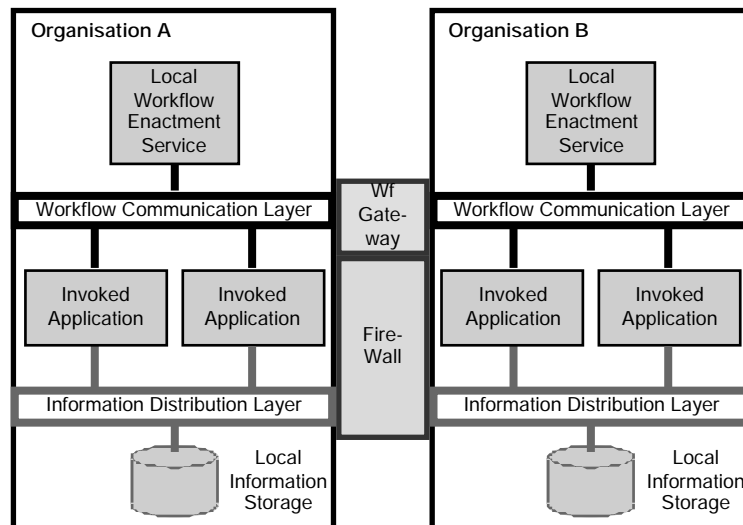 Organisation A
Local
Workflow
Enactment
Service
Workflow Communication Layer
Invoked
Application
Invoked
Application
Information Distribution Layer
Local
Information
Storage
Wf
Gate-
way
Fire-
Wall
Organisation B
Local
Workflow
Enactment
Service
Workflow Communication Layer
Invoked
Application
Invoked
Application
Information Distribution Layer
Local
Information
Storage